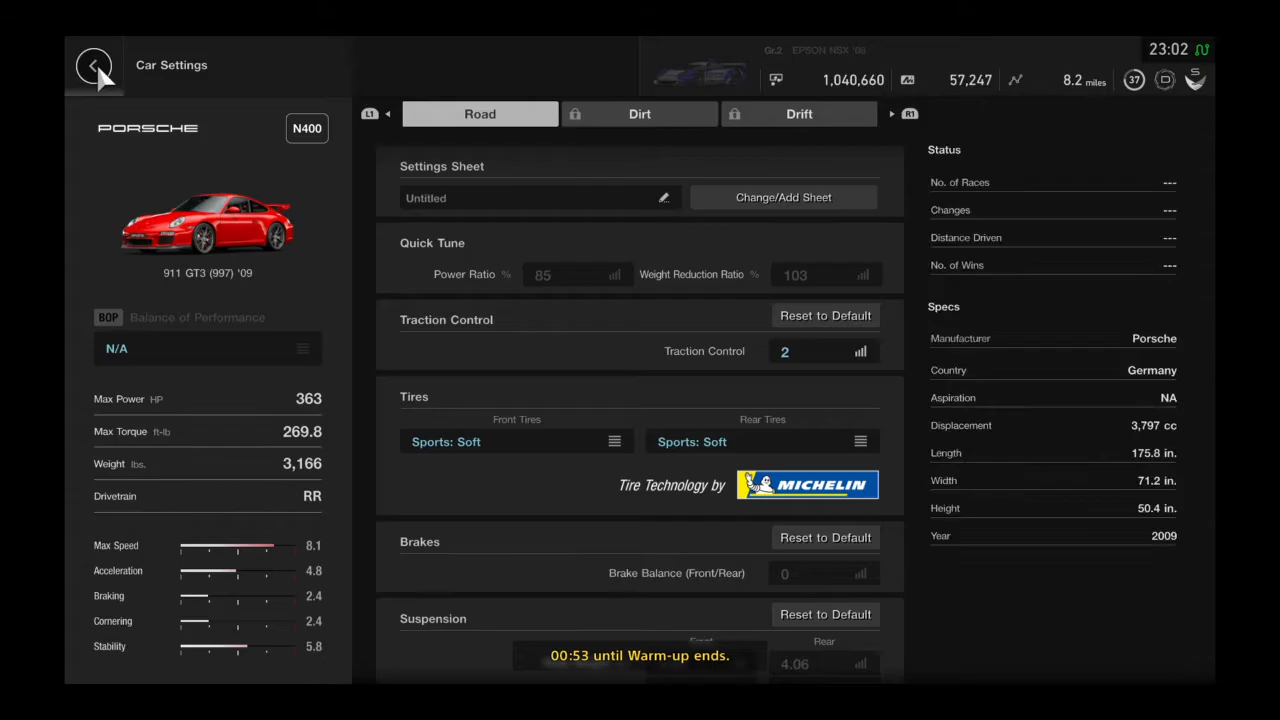 Car Settings
Gr.2 EPSON NSX '08
23:02
1,040,660
57,247
8.2 miles
37
D
S
PORSCHE
N400
911 GT3 (997) '09
BOP Balance of Performance
N/A
Max Power HP 363
Max Torque ft-lb 269.8
Weight lbs. 3,166
Drivetrain RR
Max Speed 8.1
Acceleration 4.8
Braking 2.4
Cornering 2.4
Stability 5.8
L1 Road Dirt Drift R1
Settings Sheet
Untitled Change/Add Sheet
Quick Tune
Power Ratio % 85 Weight Reduction Ratio % 103
Traction Control Reset to Default
Traction Control 2
Tires
Front Tires Rear Tires
Sports: Soft Sports: Soft
Tire Technology by MICHELIN
Brakes Reset to Default
Brake Balance (Front/Rear) 0
Suspension Reset to Default
Front Rear
4.06
00:53 until Warm-up ends.
Status
No. of Races ---
Changes ---
Distance Driven ---
No. of Wins ---
Specs
Manufacturer Porsche
Country Germany
Aspiration NA
Displacement 3,797 cc
Length 175.8 in.
Width 71.2 in.
Height 50.4 in.
Year 2009